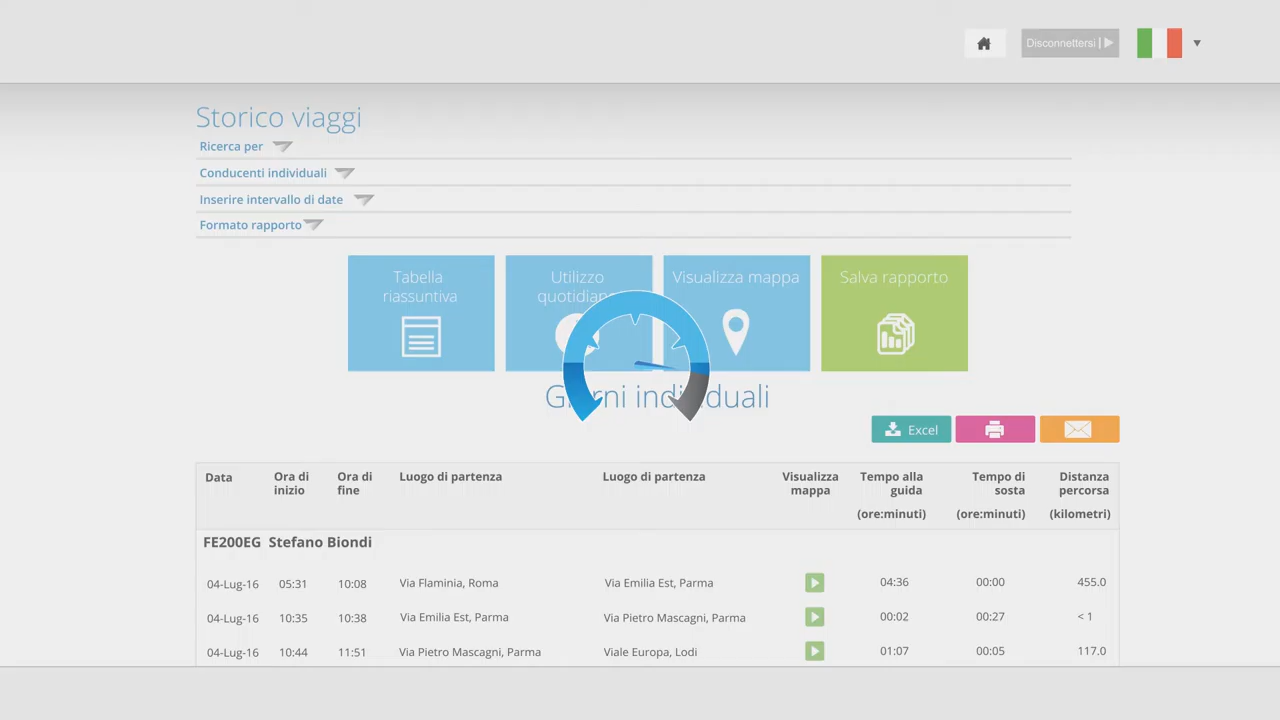 Disconnettersi
Storico viaggi
Ricerca per
Conducenti individuali
Inserire intervallo di date
Formato rapporto
Tabella
riassuntiva
Utilizzo
Visualizza mappa
Salva rapporto
Excel
Data
Ora di
inizio
Ora di
fine
Luogo di partenza
Luogo di partenza
Visualizza
mappa
Tempo alla
guida
(ore:minuti)
Tempo di
sosta
(ore:minuti)
Distanza
percorsa
(kilometri)
FE200EG Stefano Biondi
04-Lug-16 05:31 10:08 Via Flaminia, Roma Via Emilia Est, Parma 04:36 00:00 455.0
04-Lug-16 10:35 10:38 Via Emilia Est, Parma Via Pietro Mascagni, Parma 00:02 00:27 < 1
04-Lug-16 10:44 11:51 Via Pietro Mascagni, Parma Viale Europa, Lodi 01:07 00:05 117.0